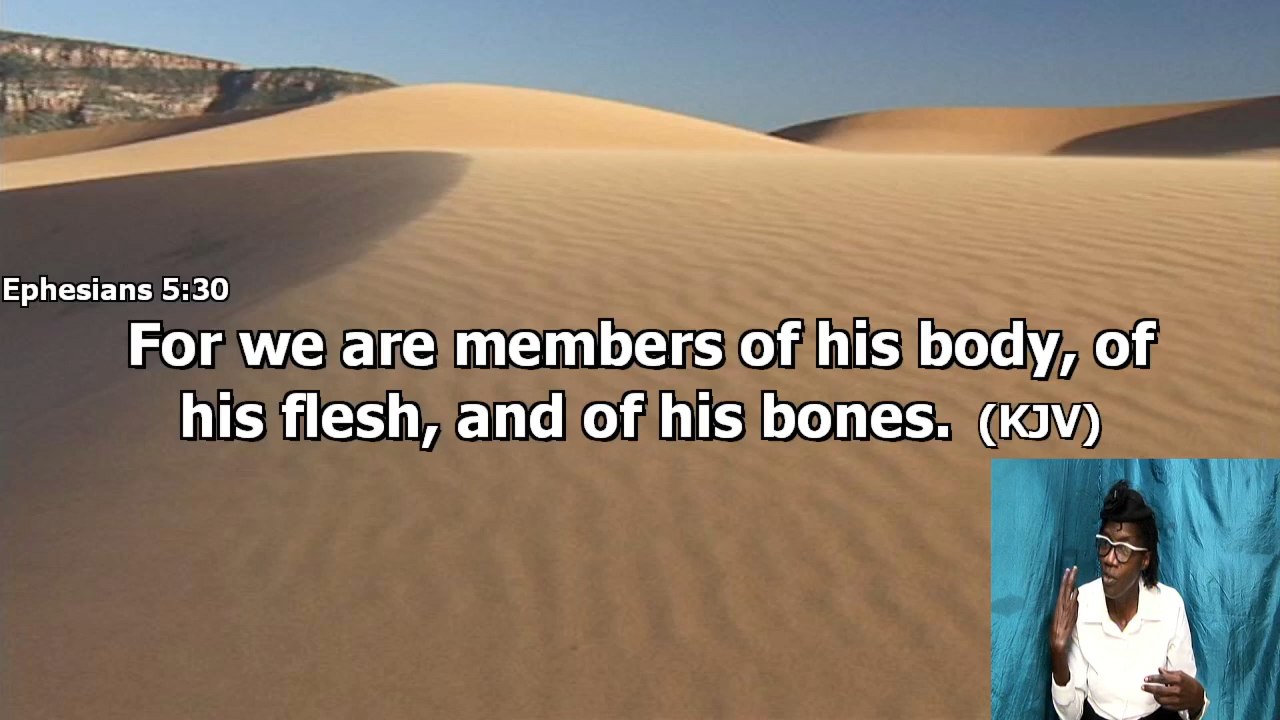 Ephesians 5:30
For we are members of his body, of
his flesh, and of his bones. (KJV)